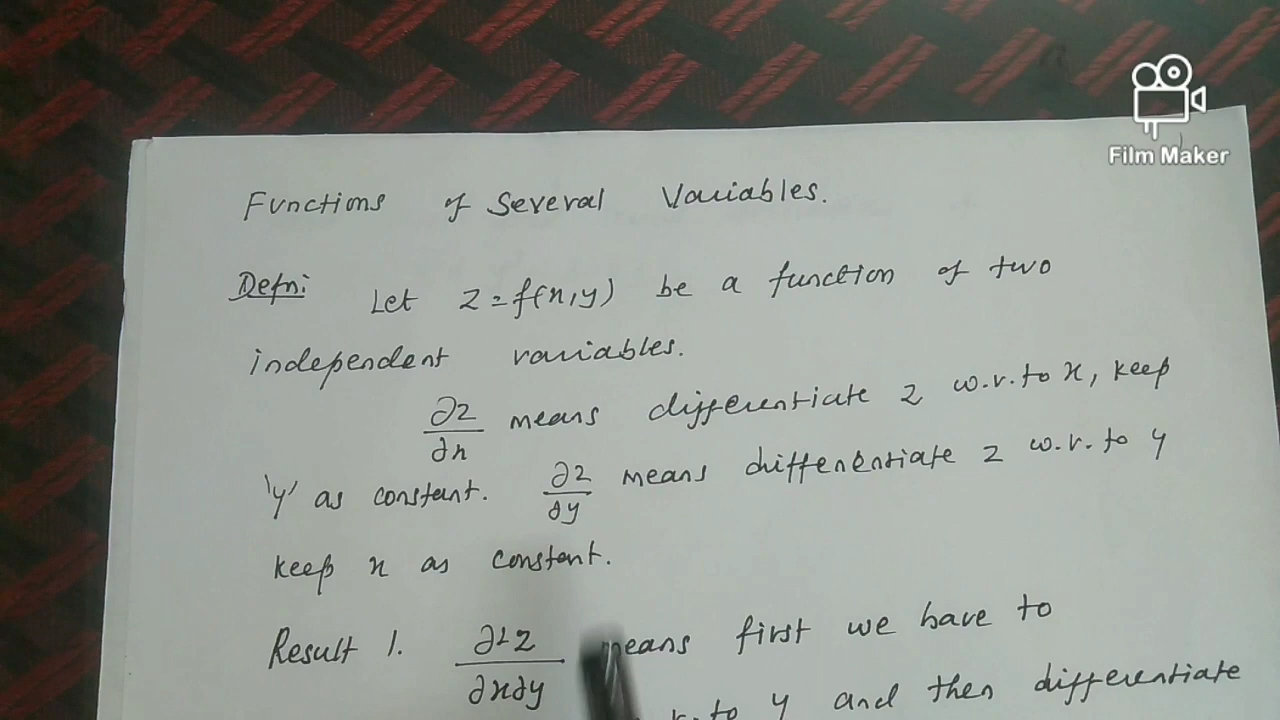 Film Maker
Functions of Several Variables.
Defn: Let z=f(x,y) be a function of two
independent variables.
∂z/∂x means differentiate z w.r.to x, keep
'y' as constant. ∂z/∂y means differentiate z w.r.to y
keep x as constant.
Result 1. ∂²z/∂x∂y means first we have to
r.to y and then differentiate